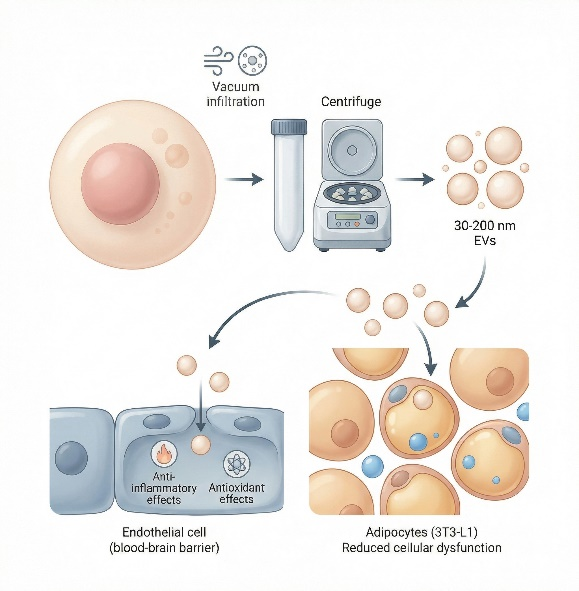 Vacuum
infiltration
Centrifuge
30-200 nm
EVs
Anti-
inflammatory
effects
Antioxidant
effects
Endothelial cell
(blood-brain barrier)
Adipocytes (3T3-L1)
Reduced cellular dysfunction